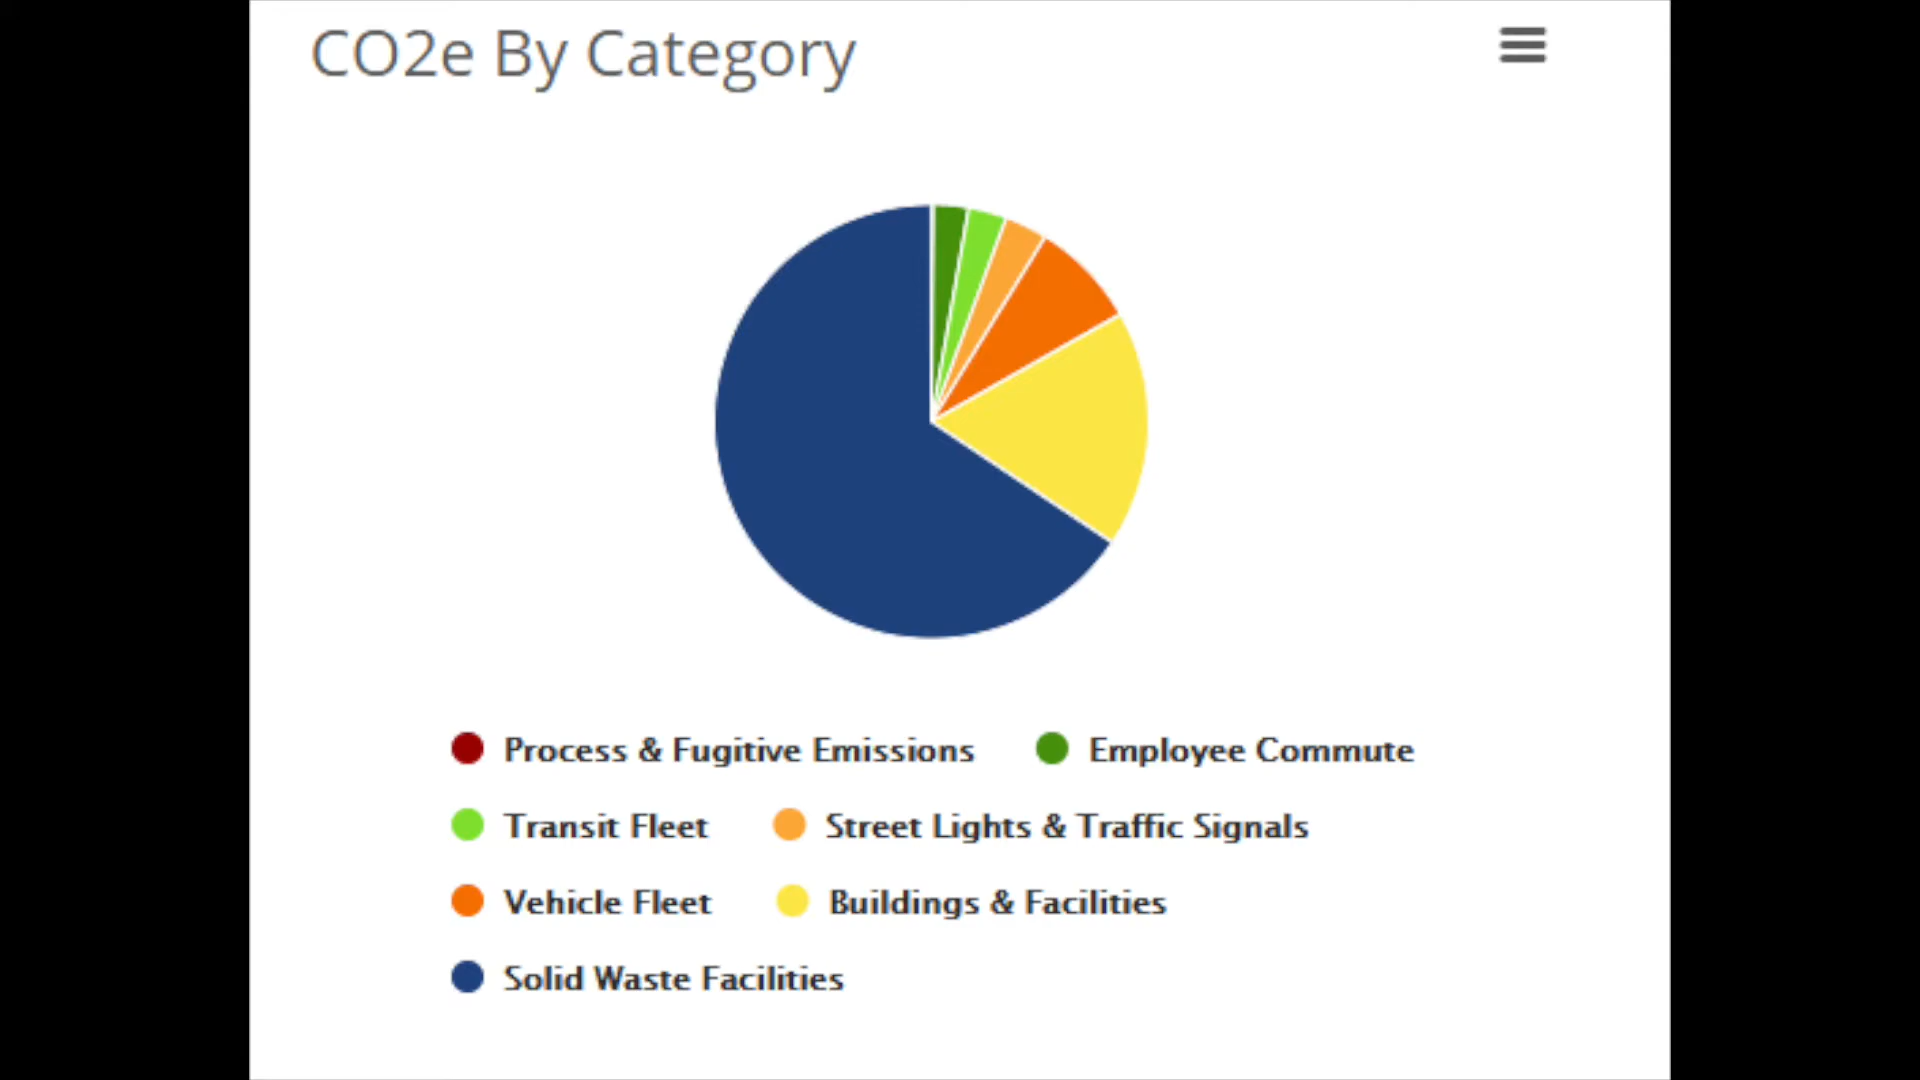 CO2e By Category
Process & Fugitive Emissions Employee Commute
Transit Fleet Street Lights & Traffic Signals
Vehicle Fleet Buildings & Facilities
Solid Waste Facilities